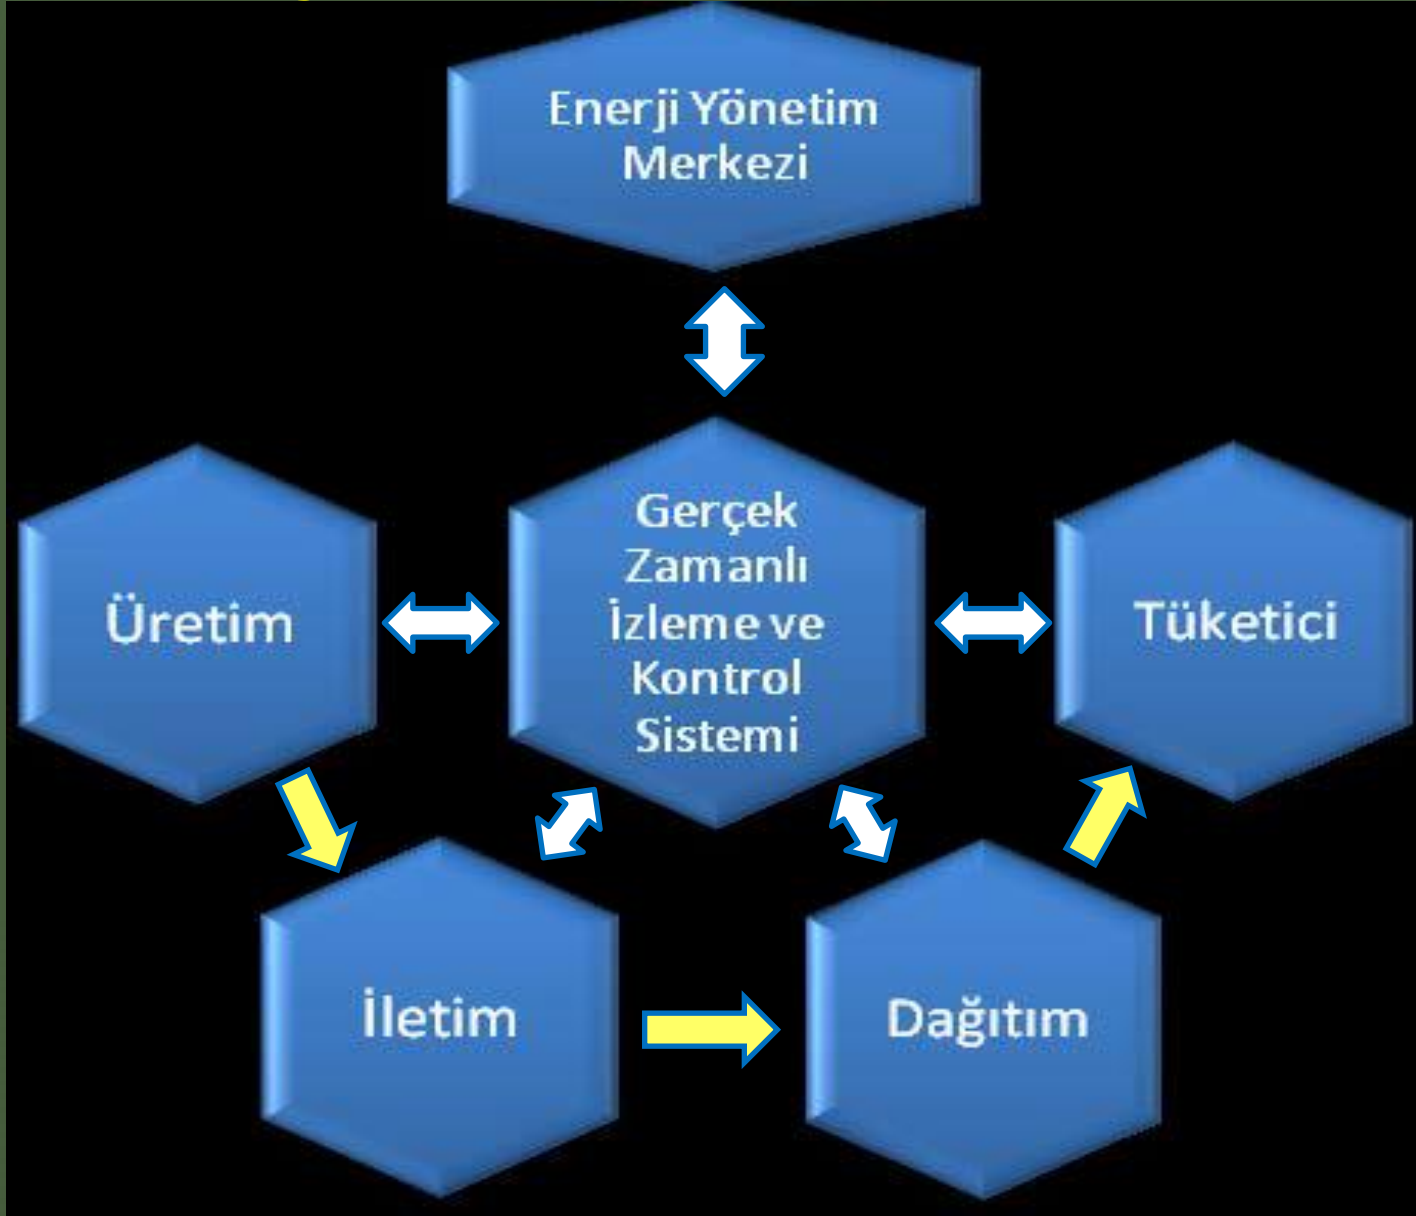 Enerji Yönetim
Merkezi
Gerçek
Zamanlı
İzleme ve
Kontrol
Sistemi
Üretim
Tüketici
İletim
Dağıtım